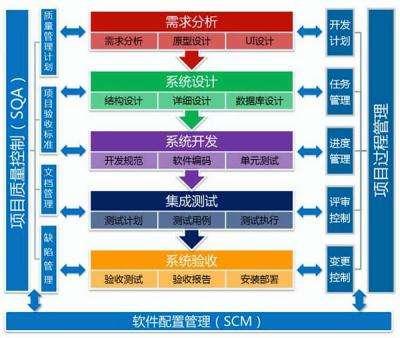 项目质量控制（SQA）
质量管理计划
项目验收标准
文档管理
缺陷管理
需求分析
需求分析 原型设计 UI设计
系统设计
结构设计 详细设计 数据库设计
系统开发
开发规范 软件编码 单元测试
集成测试
测试计划 测试用例 测试执行
系统验收
验收测试 验收报告 安装部署
开发计划
任务管理
进度管理
评审控制
变更控制
项目过程管理
软件配置管理（SCM）